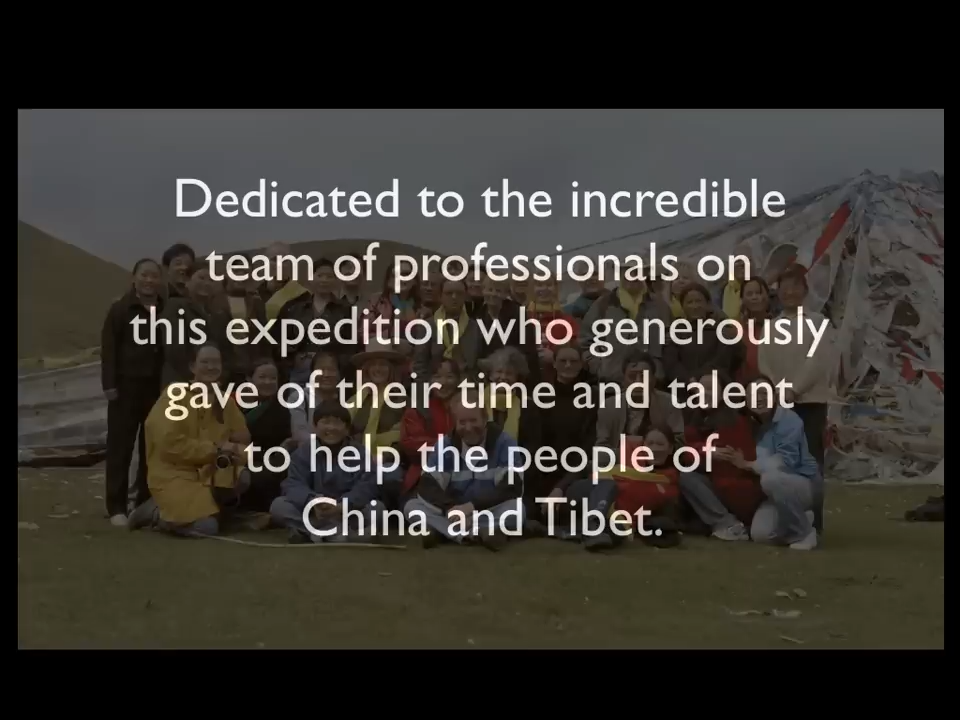 Dedicated to the incredible
team of professionals on
this expedition who generously
gave of their time and talent
to help the people of
China and Tibet.